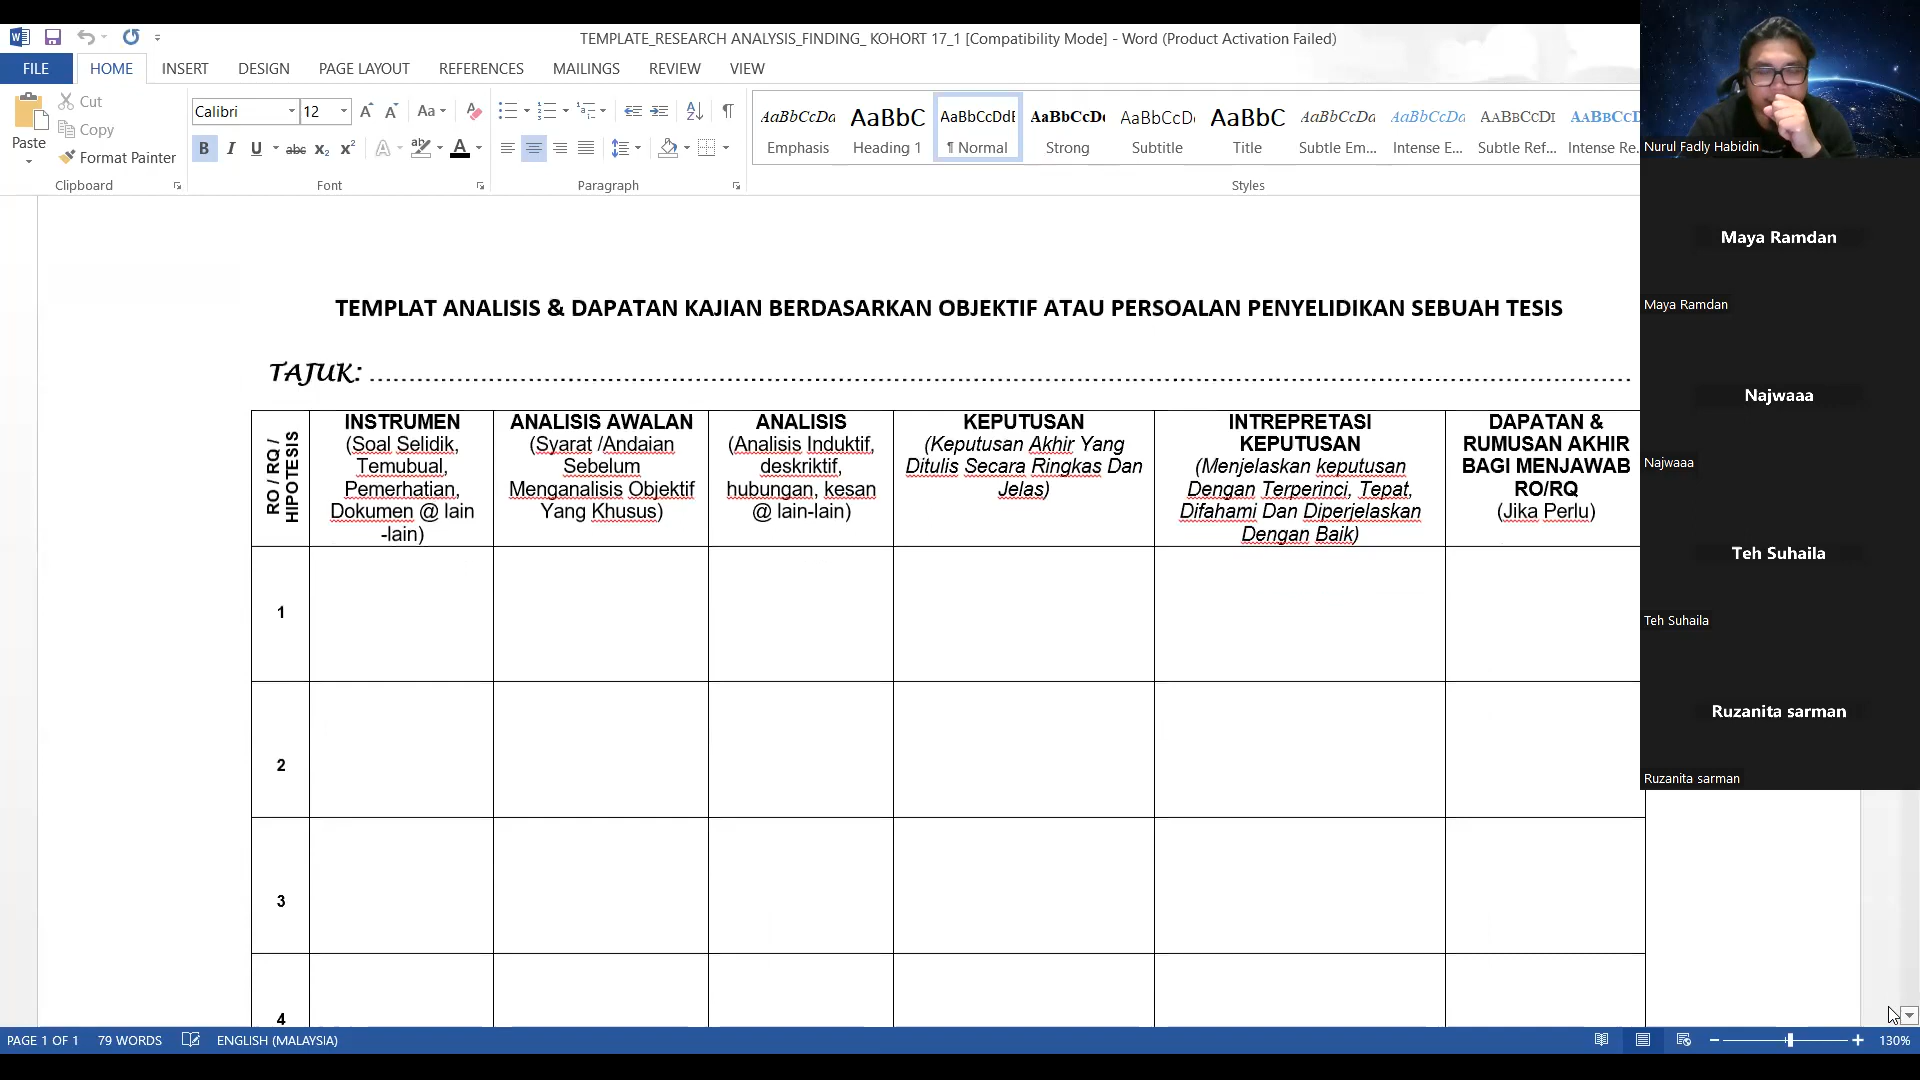 TEMPLATE_RESEARCH ANALYSIS_FINDING_ KOHORT 17_1 [Compatibility Mode] - Word (Product Activation Failed)
FILE HOME INSERT DESIGN PAGE LAYOUT REFERENCES MAILINGS REVIEW VIEW
Paste
Cut
Copy
Format Painter
Clipboard
Calibri 12
Font
Paragraph
AaBbCcDd Emphasis
AaBbC Heading 1
AaBbCcDdE ¶ Normal
AaBbCcDd Strong
AaBbCcD Subtitle
AaBbC Title
AaBbCcDd Subtle Em...
AaBbCcDd Intense E...
AaBbCcDd Subtle Ref...
AaBbCcD Intense Re...
Styles
TEMPLAT ANALISIS & DAPATAN KAJIAN BERDASARKAN OBJEKTIF ATAU PERSOALAN PENYELIDIKAN SEBUAH TESIS
TAJUK: ........................................................................
RO / RQ /
HIPOTESIS
INSTRUMEN
(Soal Selidik,
Temubual,
Pemerhatian,
Dokumen @ lain
-lain)
ANALISIS AWALAN
(Syarat /Andaian
Sebelum
Menganalisis Objektif
Yang Khusus)
ANALISIS
(Analisis Induktif,
deskriktif,
hubungan, kesan
@ lain-lain)
KEPUTUSAN
(Keputusan Akhir Yang
Ditulis Secara Ringkas Dan
Jelas)
INTREPRETASI
KEPUTUSAN
(Menjelaskan keputusan
Dengan Terperinci, Tepat,
Difahami Dan Diperjelaskan
Dengan Baik)
DAPATAN &
RUMUSAN AKHIR
BAGI MENJAWAB
RO/RQ
(Jika Perlu)
1
2
3
4
PAGE 1 OF 1 79 WORDS ENGLISH (MALAYSIA) 130%
Nurul Fadly Habidin
Maya Ramdan
Maya Ramdan
Najwaaa
Najwaaa
Teh Suhaila
Teh Suhaila
Ruzanita sarman
Ruzanita sarman